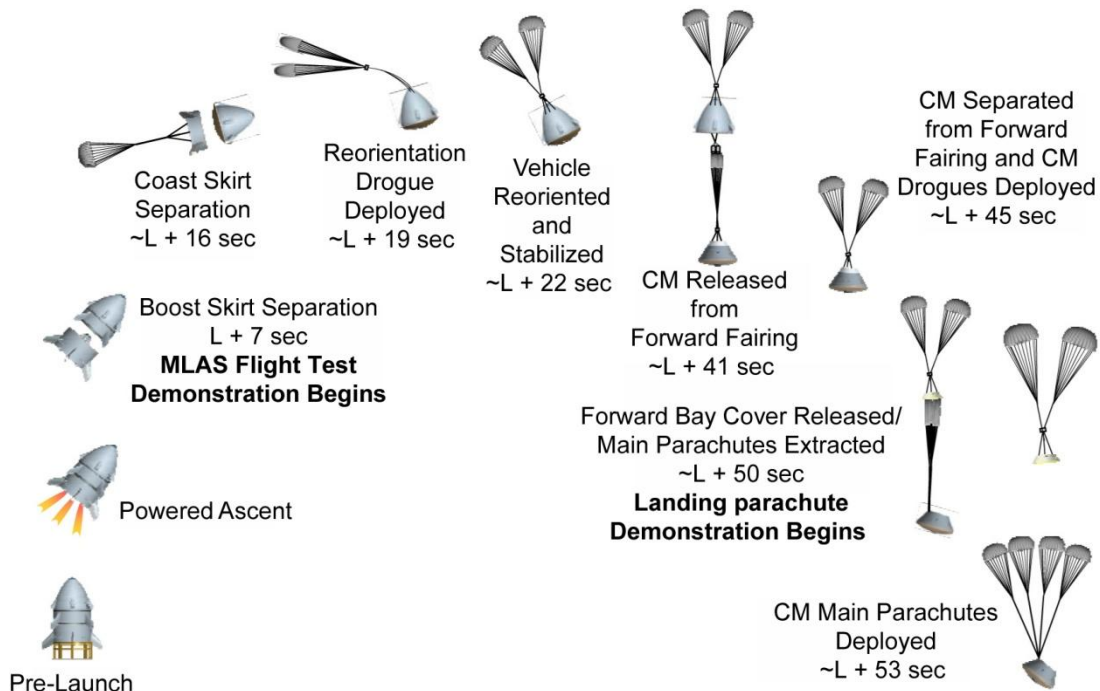 Coast Skirt
Separation
~L + 16 sec
Reorientation
Drogue
Deployed
~L + 19 sec
Vehicle
Reoriented
and
Stabilized
~L + 22 sec
CM Released
from
Forward Fairing
~L + 41 sec
CM Separated
from Forward
Fairing and CM
Drogues Deployed
~L + 45 sec
Boost Skirt Separation
L + 7 sec
MLAS Flight Test
Demonstration Begins
Forward Bay Cover Released/
Main Parachutes Extracted
~L + 50 sec
Landing parachute
Demonstration Begins
Powered Ascent
CM Main Parachutes
Deployed
~L + 53 sec
Pre-Launch